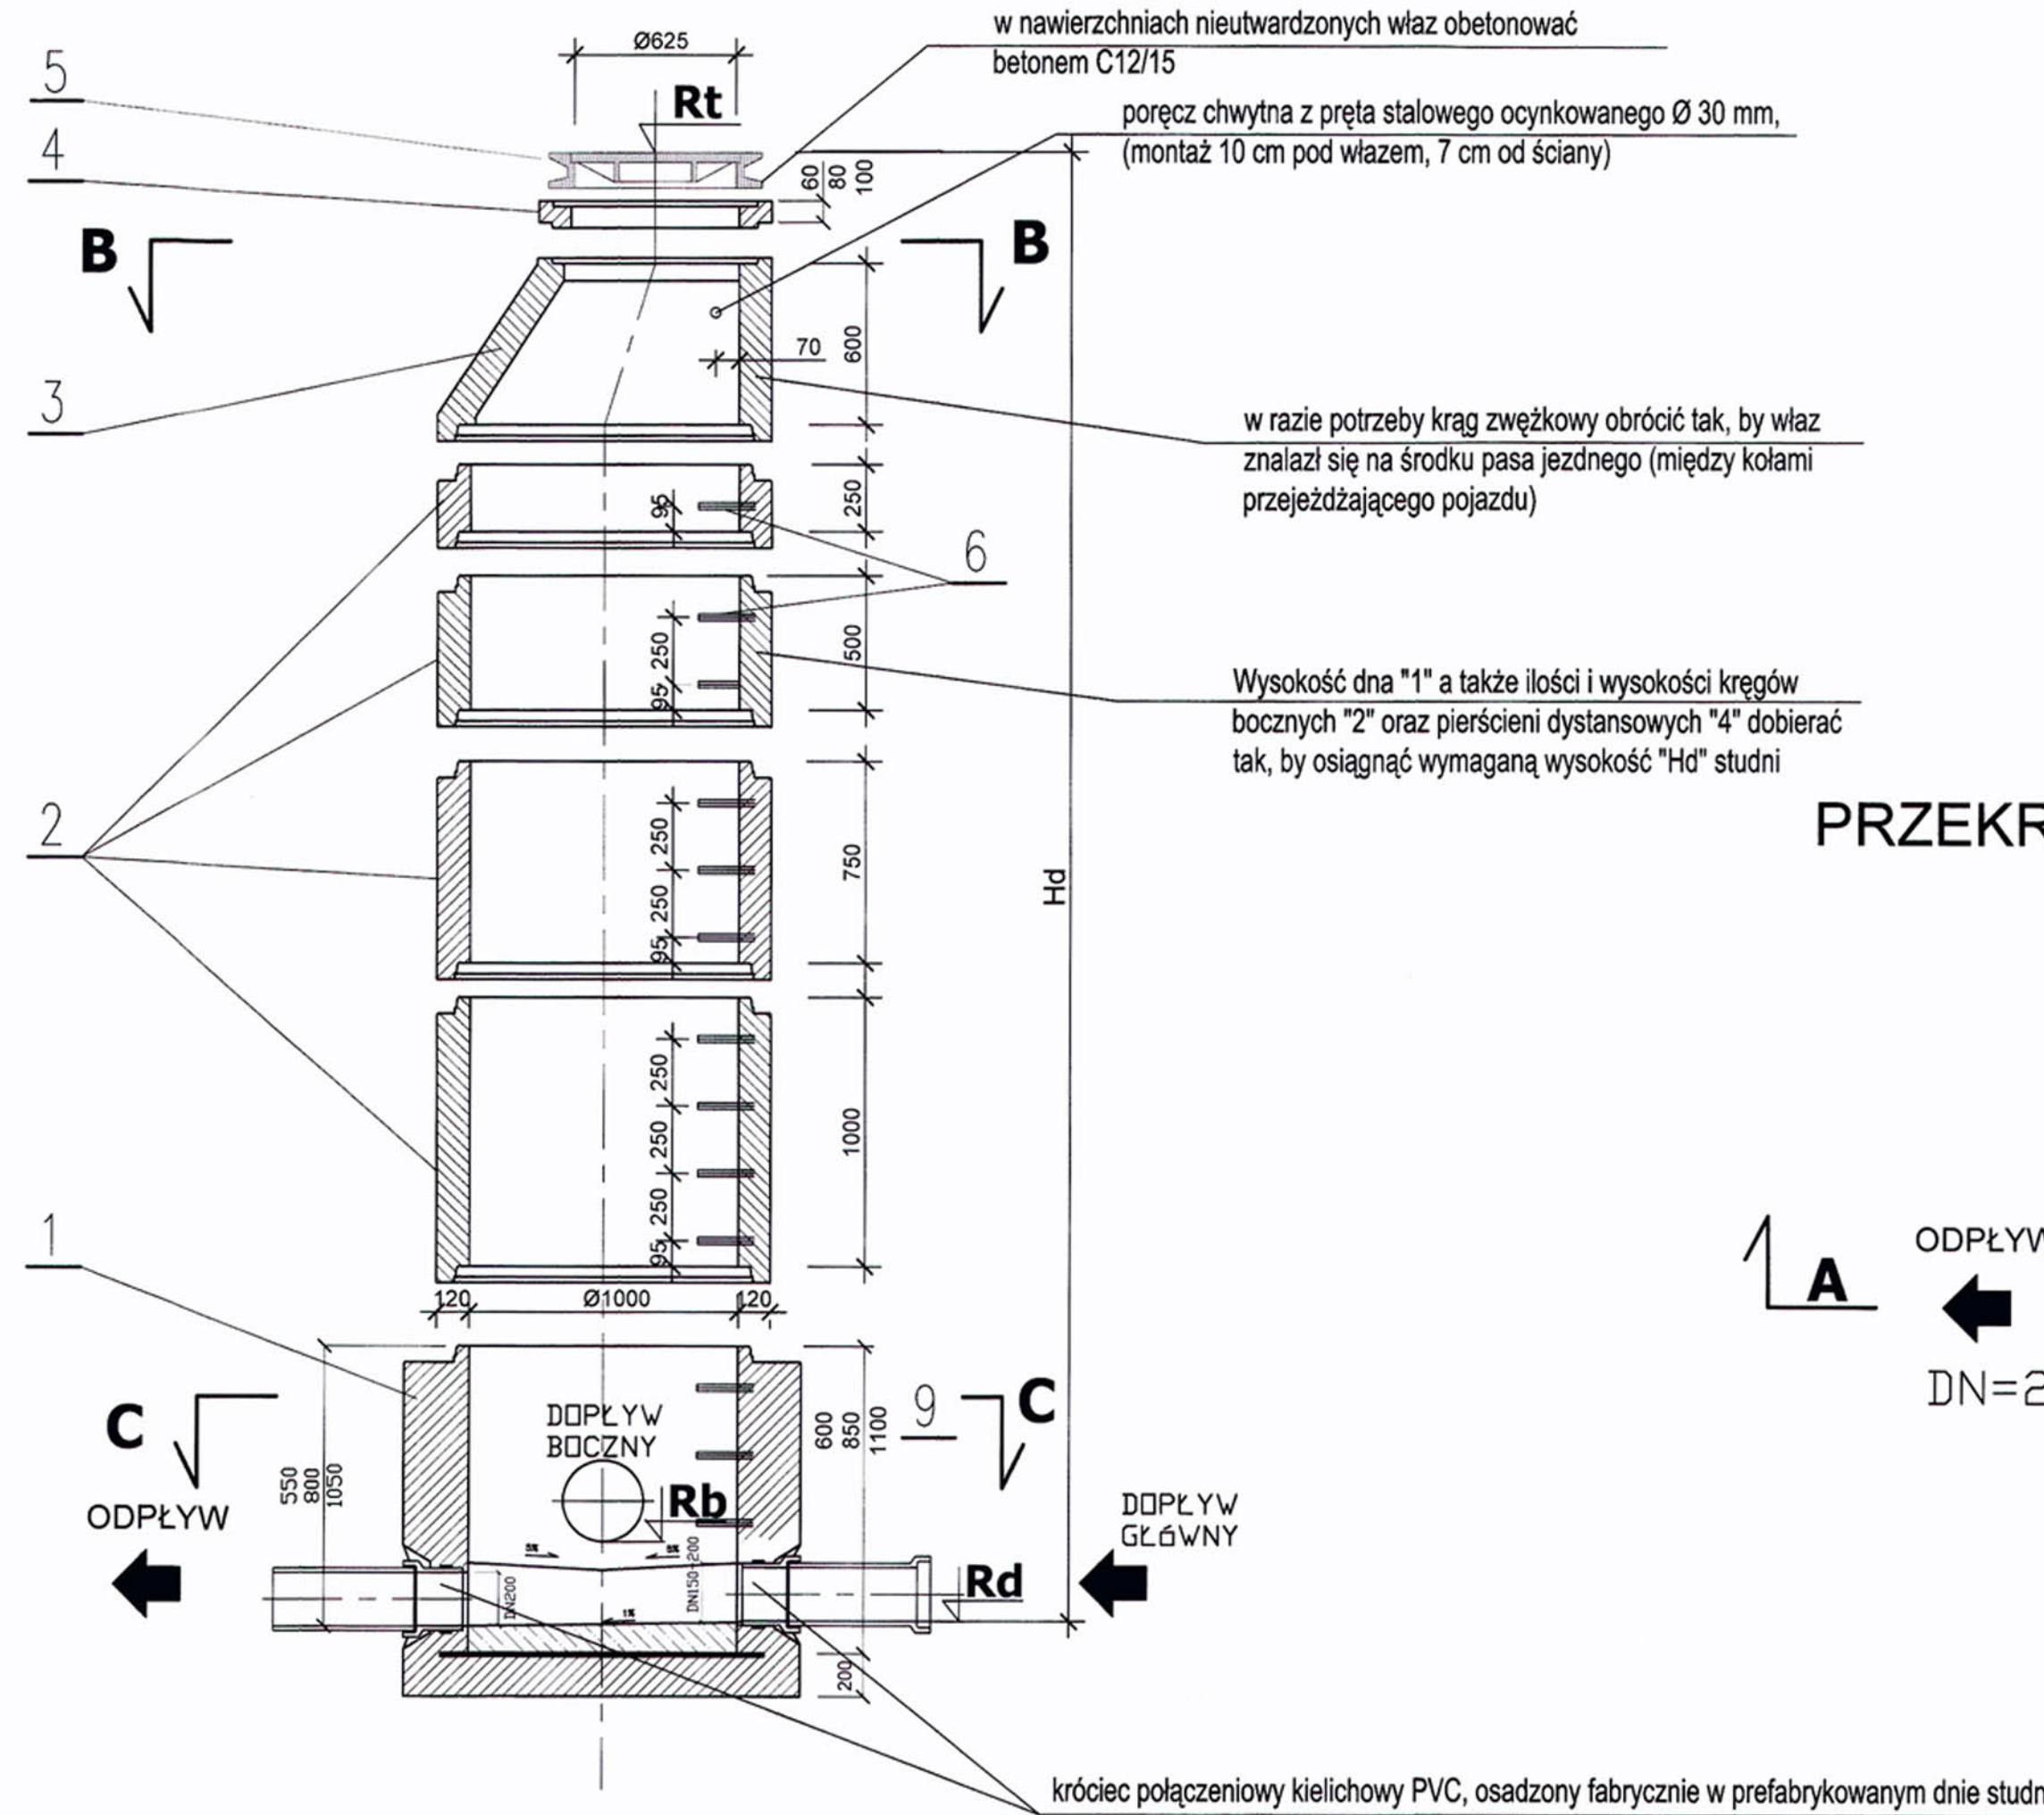 w nawierzchniach nieutwardzonych właz obetonować
betonem C12/15
Ø625
5
Rt
poręcz chwytna z pręta stalowego ocynkowanego Ø 30 mm,
(montaż 10 cm pod włazem, 7 cm od ściany)
4
60
80
100
B
B
70
600
3
w razie potrzeby krąg zwężkowy obrócić tak, by właz
znalazł się na środku pasa jezdnego (między kołami
przejeżdżającego pojazdu)
95
250
6
250
95
500
Wysokość dna "1" a także ilości i wysokości kręgów
bocznych "2" oraz pierścieni dystansowych "4" dobierać
tak, by osiągnąć wymaganą wysokość "Hd" studni
2
250
250
95
750
Hd
PRZEKR
250
250
250
95
1000
1
120
Ø1000
120
A
ODPŁYW
DN=2
C
DOPŁYW
BOCZNY
600
850
1100
9
C
550
800
1050
ODPŁYW
Rb
DOPŁYW
GŁÓWNY
5%
5%
DN200
DN150-200
1%
Rd
200
króciec połączeniowy kielichowy PVC, osadzony fabrycznie w prefabrykowanym dnie studn